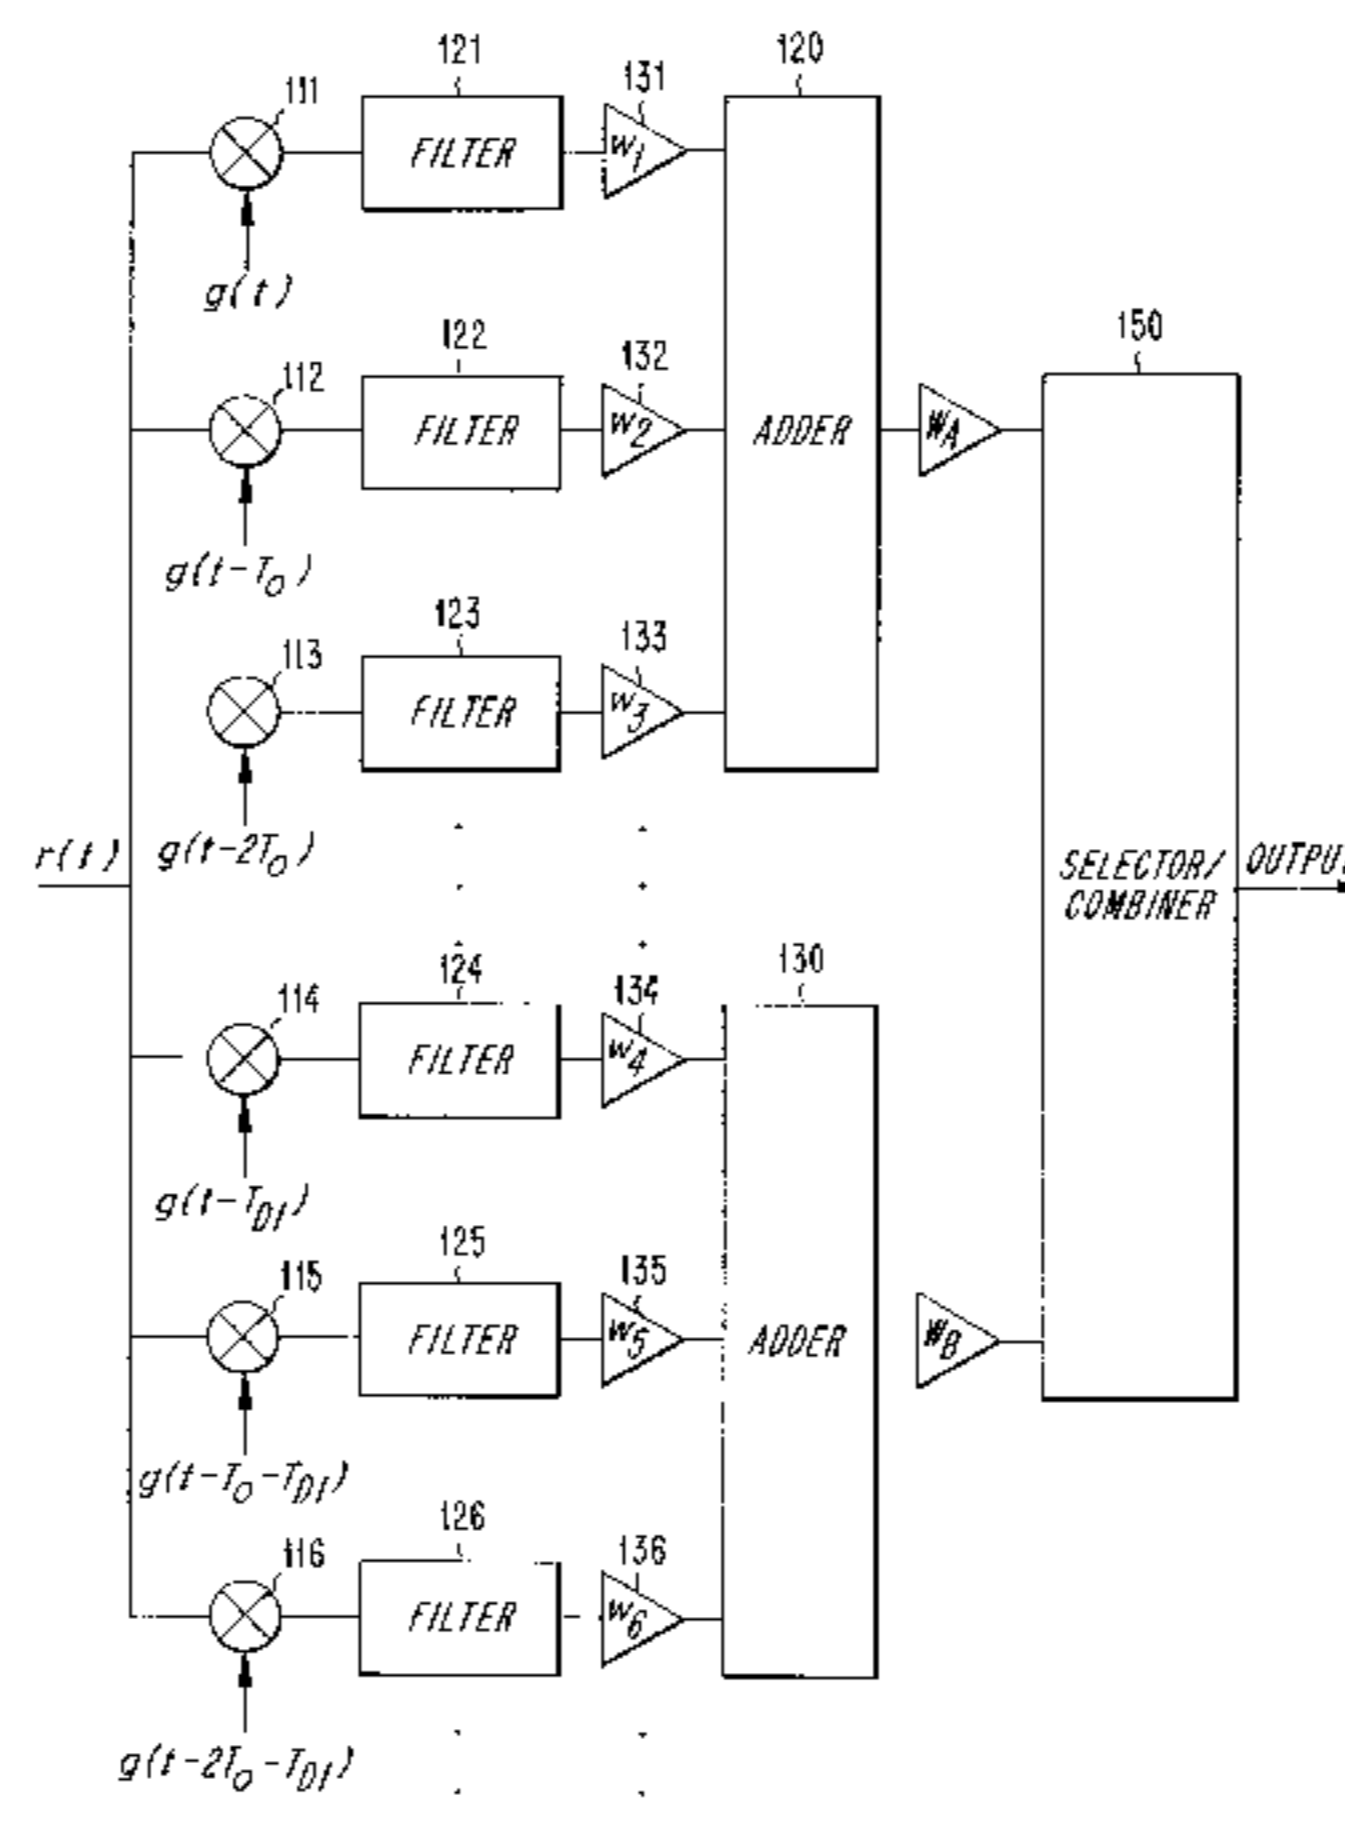 121
120
111
131
FILTER
w1
g(t)
122
132
150
112
FILTER
w2
ADDER
WA
g(t-To)
123
133
113
FILTER
w3
r(t)
g(t-2To)
SELECTOR/
COMBINER
OUTPUT
124
134
130
114
FILTER
w4
g(t-TD1)
125
135
115
FILTER
w5
ADDER
WB
g(t-To-TD1)
126
136
116
FILTER
w6
g(t-2To-TD1)